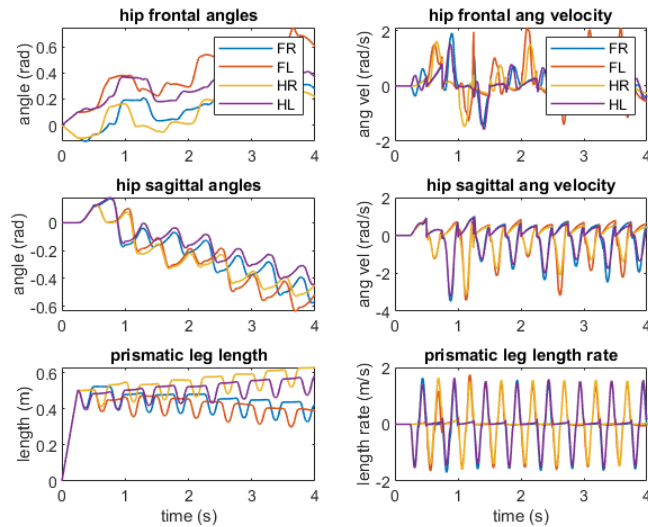 hip frontal angles
angle (rad)
0.6
0.4
0.2
0
0 1 2 3 4
FR
FL
HR
HL
hip frontal ang velocity
ang vel (rad/s)
2
0
-2
0 1 2 3 4
FR
FL
HR
HL
hip sagittal angles
angle (rad)
0
-0.2
-0.4
-0.6
0 1 2 3 4
hip sagittal ang velocity
ang vel (rad/s)
2
0
-2
-4
0 1 2 3 4
prismatic leg length
length (m)
0.6
0.4
0.2
0
0 1 2 3 4
time (s)
prismatic leg length rate
length rate (m/s)
2
0
-2
0 1 2 3 4
time (s)